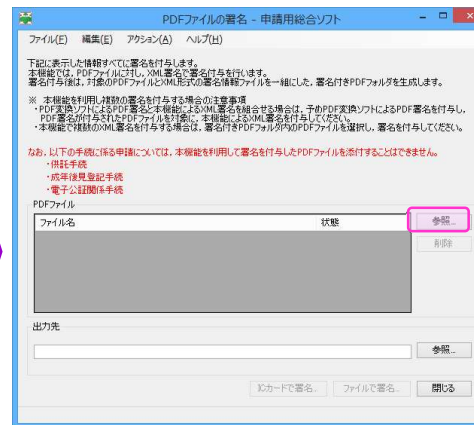 PDFファイルの署名 - 申請用総合ソフト
ファイル(F) 編集(E) アクション(A) ヘルプ(H)
下記に表示した情報すべてに署名を付与します。
本機能では，PDFファイルに対し，XML署名で署名付与を行います。
署名付与後は，対象のPDFファイルとXML形式の署名情報ファイルを一組にした，署名付きPDFフォルダを生成します。
※ 本機能を利用し複数の署名を付与する場合の注意事項
・PDF変換ソフトによるPDF署名と本機能によるXML署名を組合せる場合は，予めPDF変換ソフトによるPDF署名を付与し，
PDF署名が付与されたPDFファイルを対象に，本機能によるXML署名を付与してください。
・本機能で複数のXML署名を付与する場合は，署名付きPDFフォルダ内のPDFファイルを選択し，署名を付与してください。
なお，以下の手続に係る申請については，本機能を利用して署名を付与したPDFファイルを添付することはできません。
・供託手続
・成年後見登記手続
・電子公証関係手続
PDFファイル
ファイル名 状態 参照...
削除
出力先
参照...
ICカードで署名... ファイルで署名... 閉じる